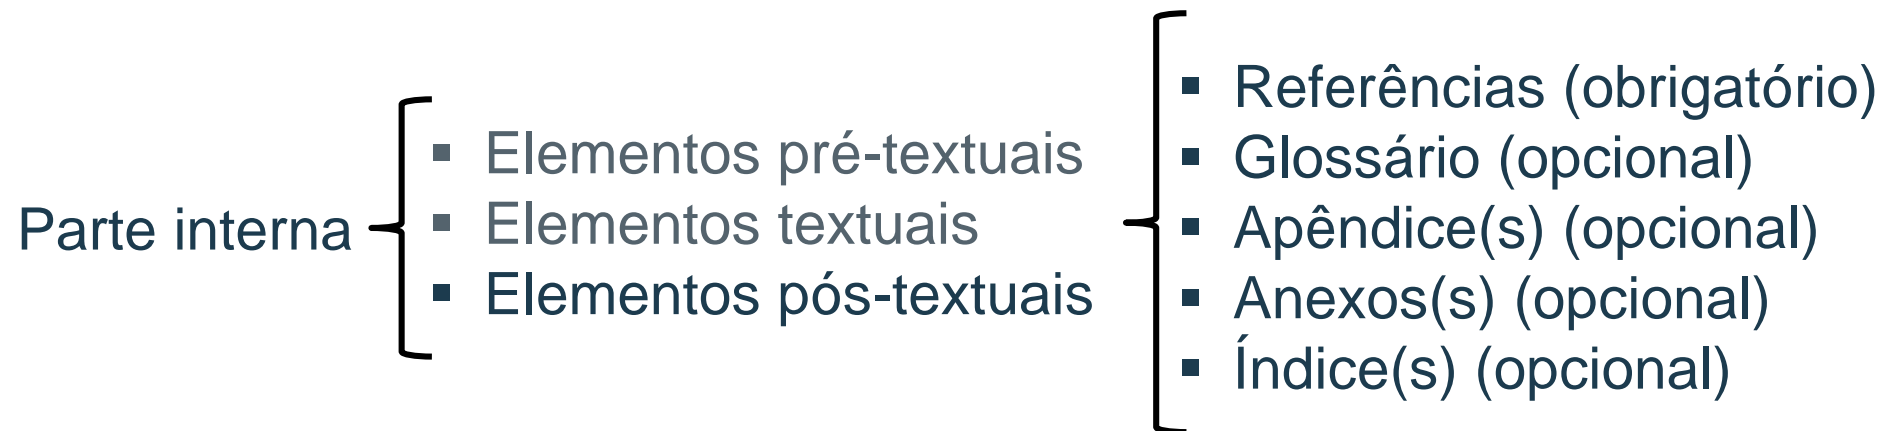 Parte interna
▪ Elementos pré-textuais
▪ Elementos textuais
▪ Elementos pós-textuais
▪ Referências (obrigatório)
▪ Glossário (opcional)
▪ Apêndice(s) (opcional)
▪ Anexos(s) (opcional)
▪ Índice(s) (opcional)